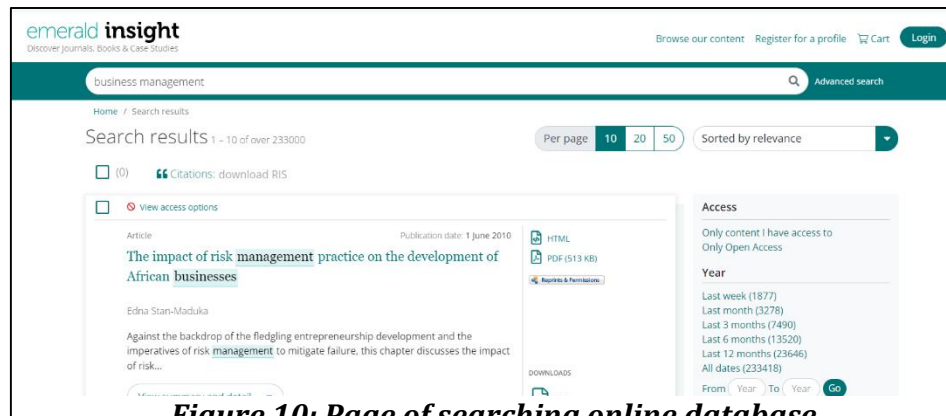 emerald insight
Discover Journals, Books & Case Studies
Browse our content Register for a profile Cart Login
business management
Advanced search
Home / Search results
Search results 1 – 10 of over 233000
Per page 10 20 50
Sorted by relevance
(0) Citations: download RIS
View access options
Article
Publication date: 1 June 2010
The impact of risk management practice on the development of
African businesses
Edna Stan-Maduka
Against the backdrop of the fledgling entrepreneurship development and the
imperatives of risk management to mitigate failure, this chapter discusses the impact
of risk…
View summary and detail
HTML
PDF (513 KB)
Reprints & Permissions
DOWNLOADS
Access
Only content I have access to
Only Open Access
Year
Last week (1877)
Last month (3278)
Last 3 months (7490)
Last 6 months (13520)
Last 12 months (23646)
All dates (233418)
From Year To Year Go
Figure 10: Page of searching online database